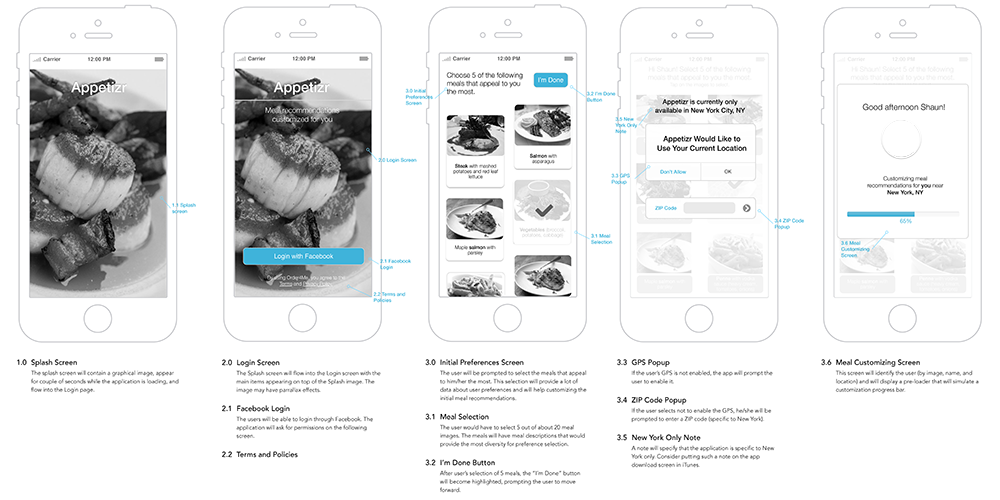 Carrier 12:00 PM
Appetizr
1.1 Splash
screen
Carrier 12:00 PM
Appetizr
Meal recommendations
customized for you
2.0 Login Screen
Login with Facebook
2.1 Facebook
Login
Creating Order4Me, you agree to the
Terms and Privacy Policy
2.2 Terms and
Policies
Carrier 12:00 PM
Choose 5 of the following
meals that appeal to you
the most.
I'm Done
3.0 Initial
Preferences
Screen
3.2 I'm Done
Button
Steak with mashed
potatoes and red leaf
lettuce
Salmon with
asparagus
Maple salmon with
parsley
Vegetables (broccoli,
potatoes, cabbage)
3.1 Meal
Selection
Carrier 12:00 PM
Hi Shaun! Select 5 of the
meals that appeal to you
the most.
Appetizr is currently only
available in New York City, NY
3.5 New
York Only
Note
Appetizr Would Like to
Use Your Current Location
Don't Allow OK
3.3 GPS
Popup
ZIP Code
3.4 ZIP Code
Popup
Carrier 12:00 PM
Hi Shaun! Select 5 of the
meals that appeal to you
Good afternoon Shaun!
Customizing meal
recommendations for you near
New York, NY
65%
3.6 Meal
Customizing
Screen
1.0 Splash Screen
The splash screen will contain a graphical image, appear
for couple of seconds while the application is loading, and
flow into the Login page.
2.0 Login Screen
The Splash screen will flow into the Login screen with the
main items appearing on top of the Splash image. The
image may have parrallax effects.
2.1 Facebook Login
The users will be able to login through Facebook. The
application will ask for permissions on the following
screen.
2.2 Terms and Policies
3.0 Initial Preferences Screen
The user will be prompted to select the meals that appeal
to him/her the most. This selection will provide a lot of
data about user preferences and will help customizing the
initial meal recommendations.
3.1 Meal Selection
The user would have to select 5 out of about 20 meal
images. The meals will have meal descriptions that would
provide the most diversity for preference selection.
3.2 I'm Done Button
After user's selection of 5 meals, the "I'm Done" button
will become highlighted, prompting the user to move
forward.
3.3 GPS Popup
If the user's GPS is not enabled, the app will prompt the
user to enable it.
3.4 ZIP Code Popup
If the user selects not to enable the GPS, he/she will be
prompted to enter a ZIP code (specific to New York).
3.5 New York Only Note
A note will specify that the application is specific to New
York only. Consider putting such a note on the app
download screen in iTunes.
3.6 Meal Customizing Screen
This screen will identify the user (by image, name, and
location) and will display a pre-loader that will simulate a
customization progress bar.